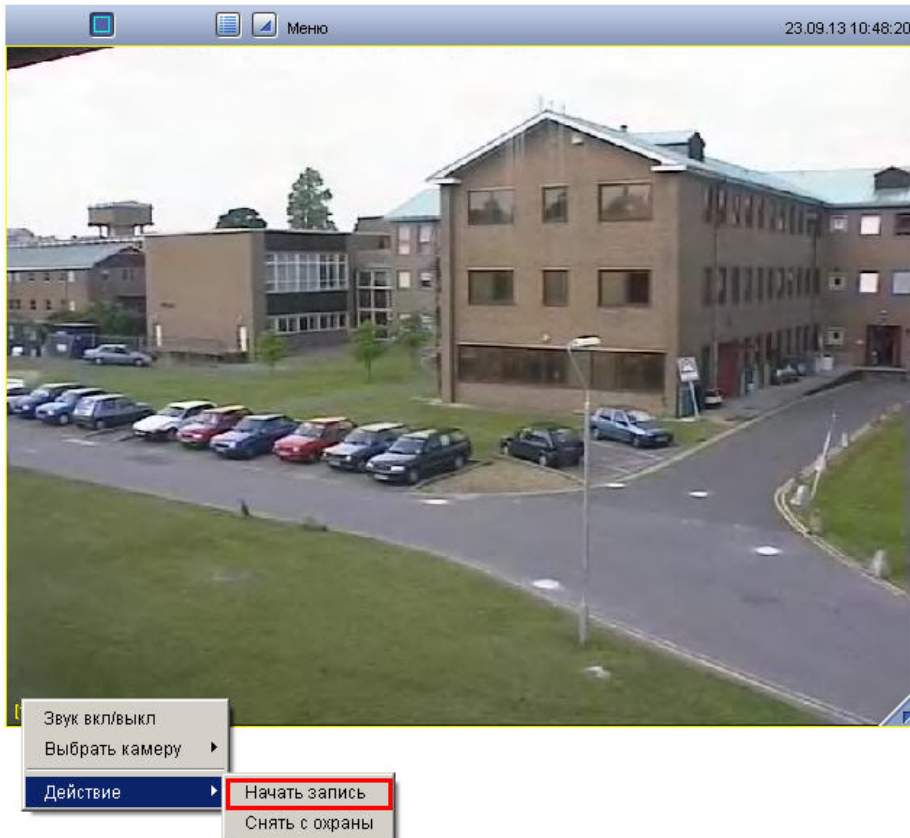 Меню
23.09.13 10:48:20
Звук вкл/выкл
Выбрать камеру
Действие
Начать запись
Снять с охраны